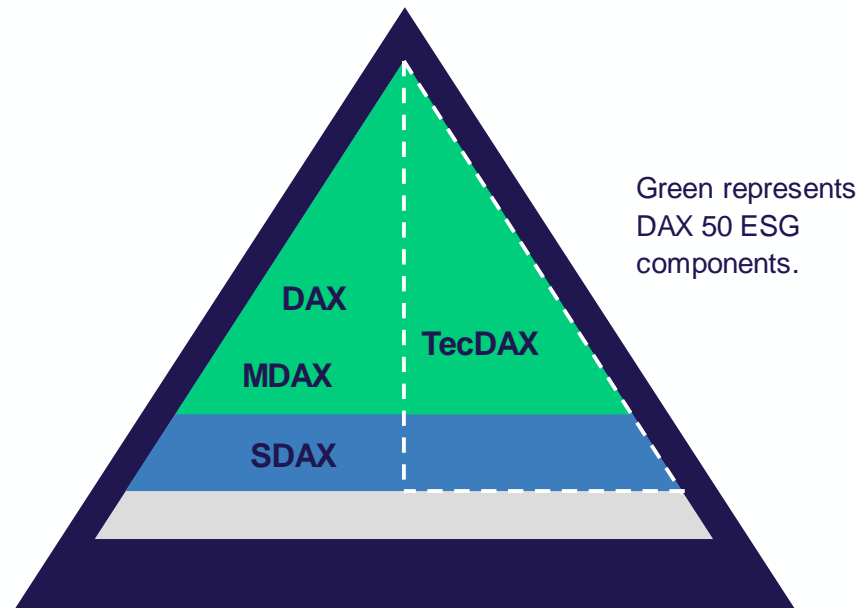 Green represents
DAX 50 ESG
components.
DAX
TecDAX
MDAX
SDAX